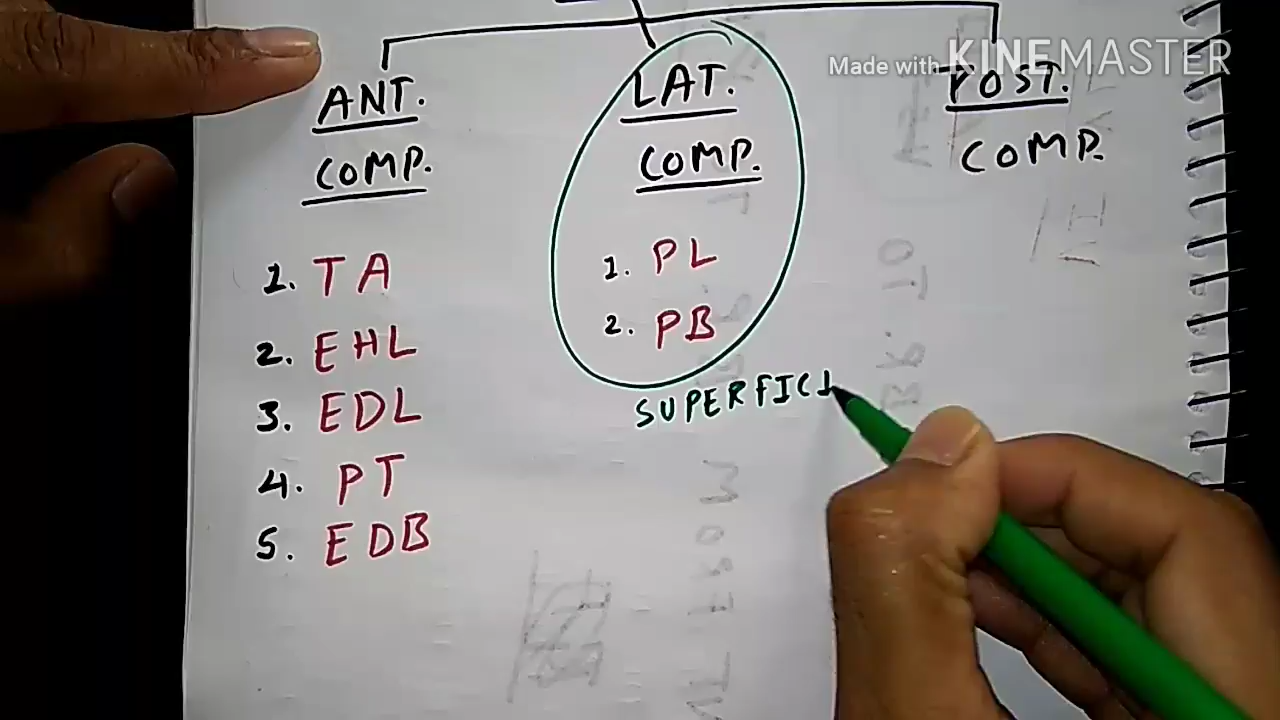 Made with KINEMASTER
ANT.
COMP.
1. TA
2. EHL
3. EDL
4. PT
5. EDB
LAT.
COMP.
1. PL
2. PB
SUPERFICI
POST.
COMP.